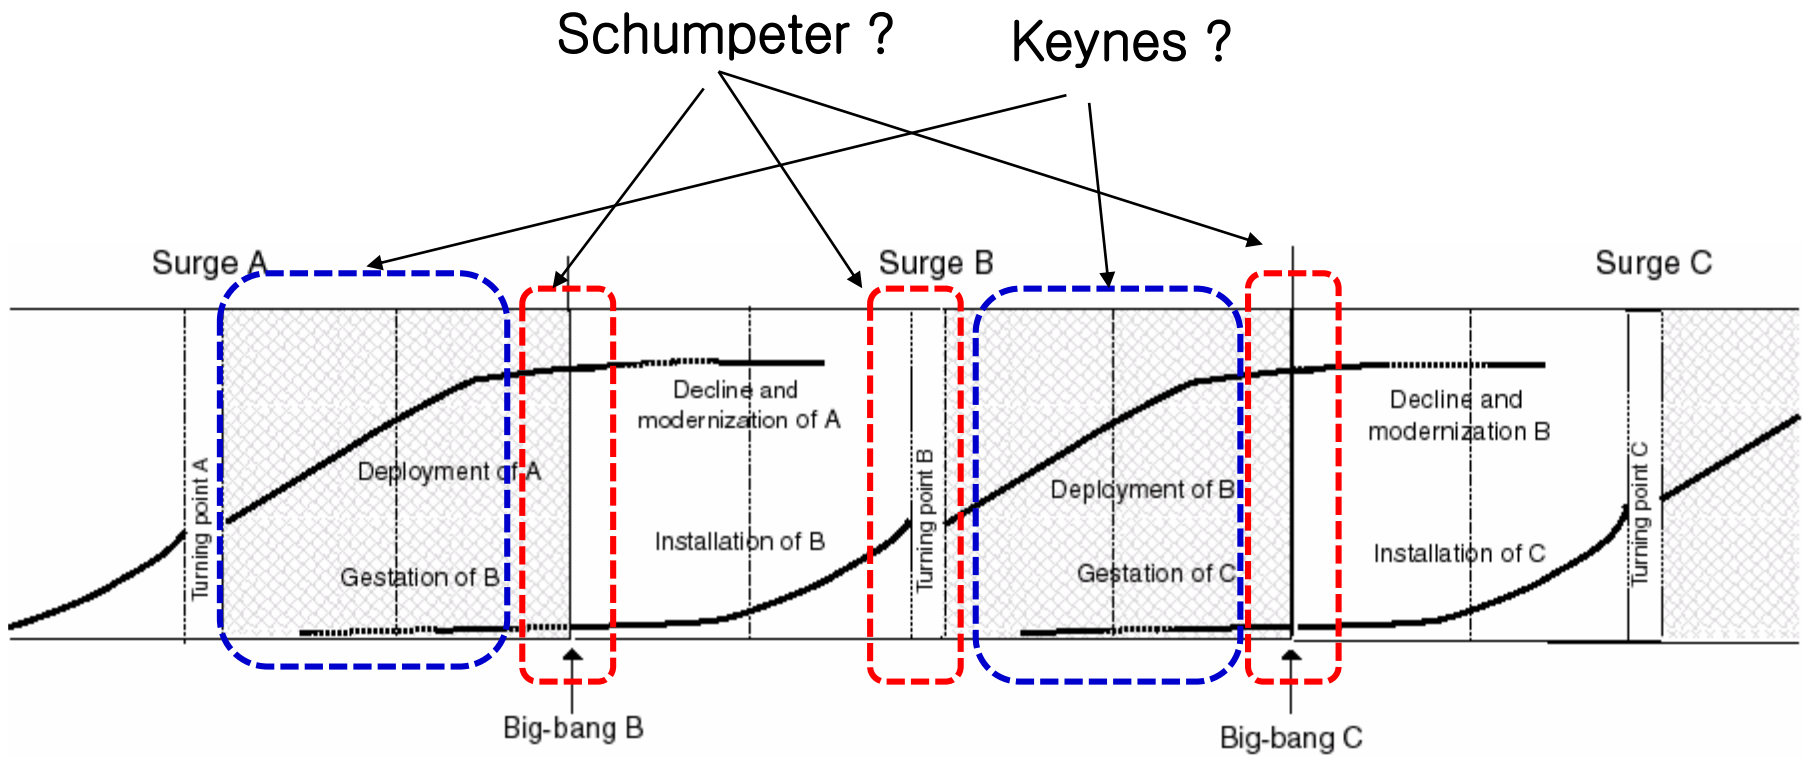 Schumpeter ?
Keynes ?
Surge A
Surge B
Surge C
Turning point A
Deployment of A
Gestation of B
Decline and
modernization of A
Installation of B
Turning point B
Deployment of B
Gestation of C
Decline and
modernization B
Installation of C
Turning point C
Big-bang B
Big-bang C